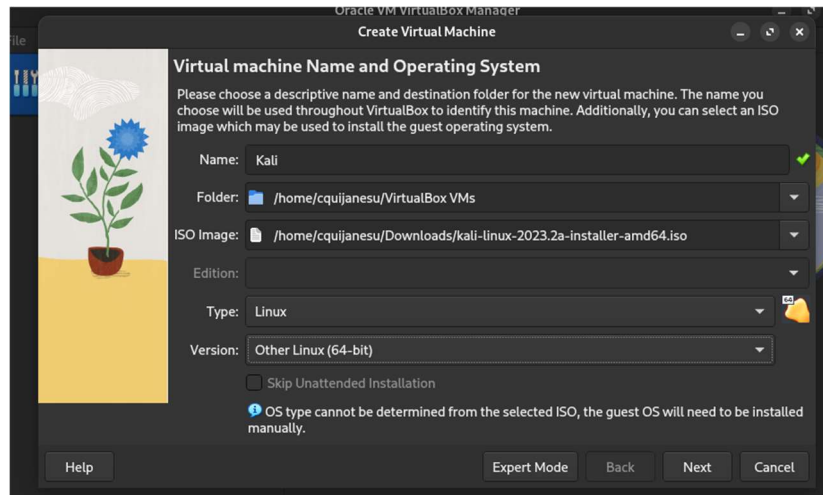 Oracle VM VirtualBox Manager
File
Create Virtual Machine
Virtual machine Name and Operating System
Please choose a descriptive name and destination folder for the new virtual machine. The name you
choose will be used throughout VirtualBox to identify this machine. Additionally, you can select an ISO
image which may be used to install the guest operating system.
Name: Kali
Folder: /home/cquijanesu/VirtualBox VMs
ISO Image: /home/cquijanesu/Downloads/kali-linux-2023.2a-installer-amd64.iso
Edition:
Type: Linux
64
Version: Other Linux (64-bit)
Skip Unattended Installation
OS type cannot be determined from the selected ISO, the guest OS will need to be installed
manually.
Help Expert Mode Back Next Cancel